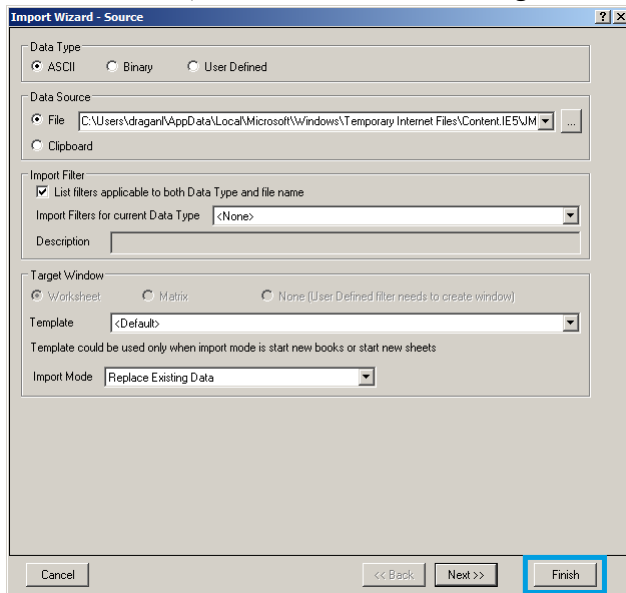 Import Wizard - Source
Data Type
ASCII Binary User Defined
Data Source
File C:\Users\draganl\AppData\Local\Microsoft\Windows\Temporary Internet Files\Content.IE5\JM ...
Clipboard
Import Filter
List filters applicable to both Data Type and file name
Import Filters for current Data Type <None>
Description
Target Window
Worksheet Matrix None (User Defined filter needs to create window)
Template <Default>
Template could be used only when import mode is start new books or start new sheets
Import Mode Replace Existing Data
Cancel << Back Next >> Finish